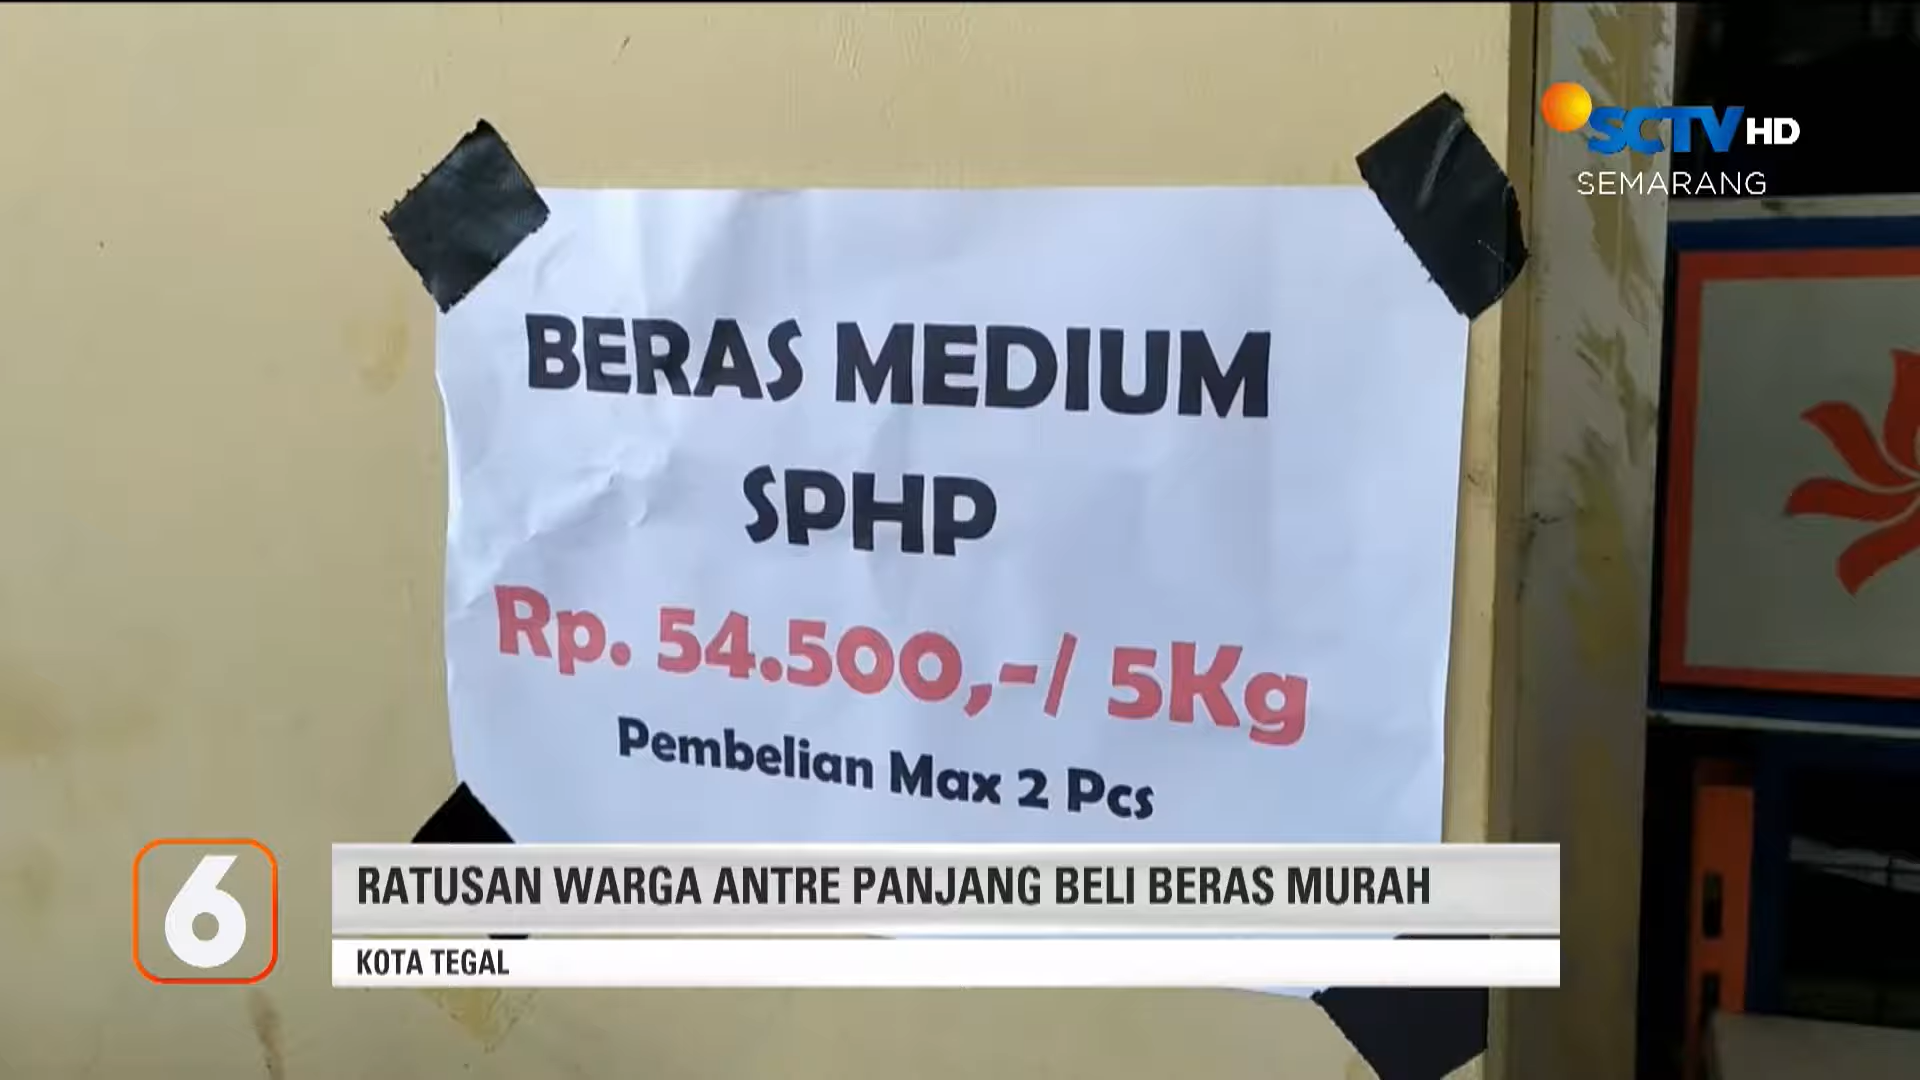 SCTV HD
SEMARANG
BERAS MEDIUM
SPHP
Rp. 54.500,-/ 5Kg
Pembelian Max 2 Pcs
6
RATUSAN WARGA ANTRE PANJANG BELI BERAS MURAH
KOTA TEGAL